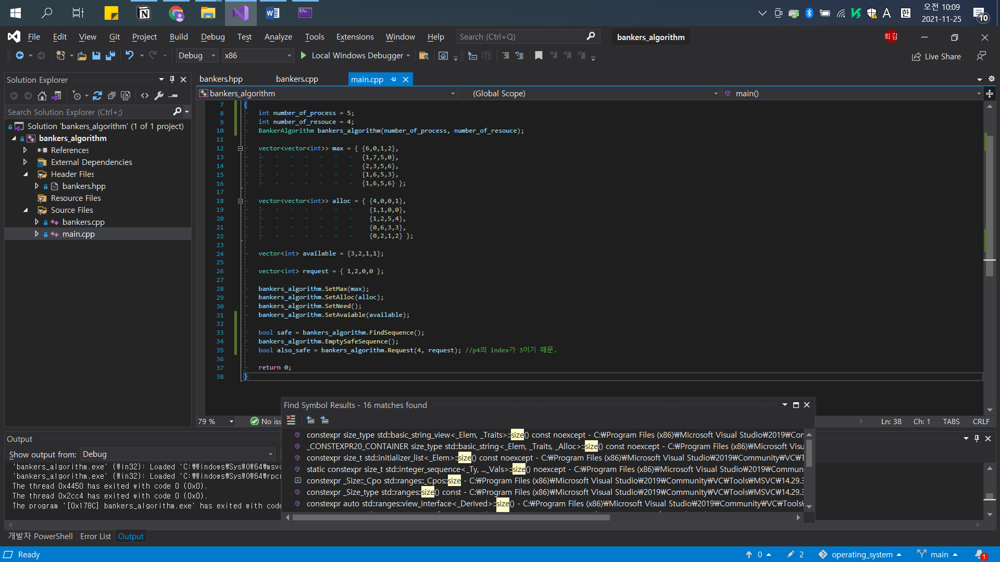 오전 10:09
A
한
2021-11-25
10
File Edit View Git Project Build Debug Test Analyze Tools Extensions Window Help Search (Ctrl+Q) bankers_algorithm 희김
Debug x86 Local Windows Debugger Live Share
Solution Explorer
bankers.hpp bankers.cpp main.cpp
bankers_algorithm (Global Scope) main()
Search Solution Explorer (Ctrl+;)
Solution 'bankers_algorithm' (1 of 1 project)
bankers_algorithm
References
External Dependencies
Header Files
bankers.hpp
Resource Files
Source Files
bankers.cpp
main.cpp
7 {
8 int number_of_process = 5;
9 int number_of_resouce = 4;
10 BankerAlgorithm bankers_algorithm(number_of_process, number_of_resouce);
11
12 vector<vector<int>> max = { {6,0,1,2},
13 {1,7,5,0},
14 {2,3,5,6},
15 {1,6,5,3},
16 {1,6,5,6} };
17
18 vector<vector<int>> alloc = { {4,0,0,1},
19 {1,1,0,0},
20 {1,2,5,4},
21 {0,6,3,3},
22 {0,2,1,2} };
23
24 vector<int> available = {3,2,1,1};
25
26 vector<int> request = { 1,2,0,0 };
27
28 bankers_algorithm.SetMax(max);
29 bankers_algorithm.SetAlloc(alloc);
30 bankers_algorithm.SetNeed();
31 bankers_algorithm.SetAvaiable(available);
32
33 bool safe = bankers_algorithm.FindSequence();
34 bankers_algorithm.EmptySafeSequence();
35 bool also_safe = bankers_algorithm.Request(4, request); //p4의 index가 3이기 때문.
36
37 return 0;
38 }
79 % No iss Ln: 38 Ch: 1 TABS CRLF
Find Symbol Results - 16 matches found
constexpr size_type std::basic_string_view<_Elem, _Traits>::size() const noexcept - C:₩Program Files (x86)₩Microsoft Visual Studio₩2019₩Con
_CONSTEXPR20_CONTAINER size_type std::basic_string<_Elem, _Traits, _Alloc>::size() const noexcept - C:₩Program Files (x86)₩Microsoft Visual Stu
constexpr size_t std::initializer_list<_Elem>::size() const noexcept - C:₩Program Files (x86)₩Microsoft Visual Studio₩2019₩Community₩VC₩T
static constexpr size_t std::integer_sequence<_Ty, ..._Vals>::size() noexcept - C:₩Program Files (x86)₩Microsoft Visual Studio₩2019₩Commun
constexpr _Size::_Cpo std::ranges::_Cpos::size - C:₩Program Files (x86)₩Microsoft Visual Studio₩2019₩Community₩VC₩Tools₩MSVC₩14.29.3
constexpr _Size_type std::ranges::size() const - C:₩Program Files (x86)₩Microsoft Visual Studio₩2019₩Community₩VC₩Tools₩MSVC₩14.29.3
constexpr auto std::ranges::view_interface<_Derived>::size() - C:₩Program Files (x86)₩Microsoft Visual Studio₩2019₩Community₩VC₩Tools₩
Output
Show output from: Debug
'bankers_algorithm.exe' (Win32): Loaded 'C:₩Windows₩SysWOW64₩msvc
'bankers_algorithm.exe' (Win32): Loaded 'C:₩Windows₩SysWOW64₩rpcr
The thread 0x4450 has exited with code 0 (0x0).
The thread 0x2cc4 has exited with code 0 (0x0).
The program '[0x178C] bankers_algorithm.exe' has exited with code
개발자 PowerShell Error List Output
Ready 0 2 operating_system main 1